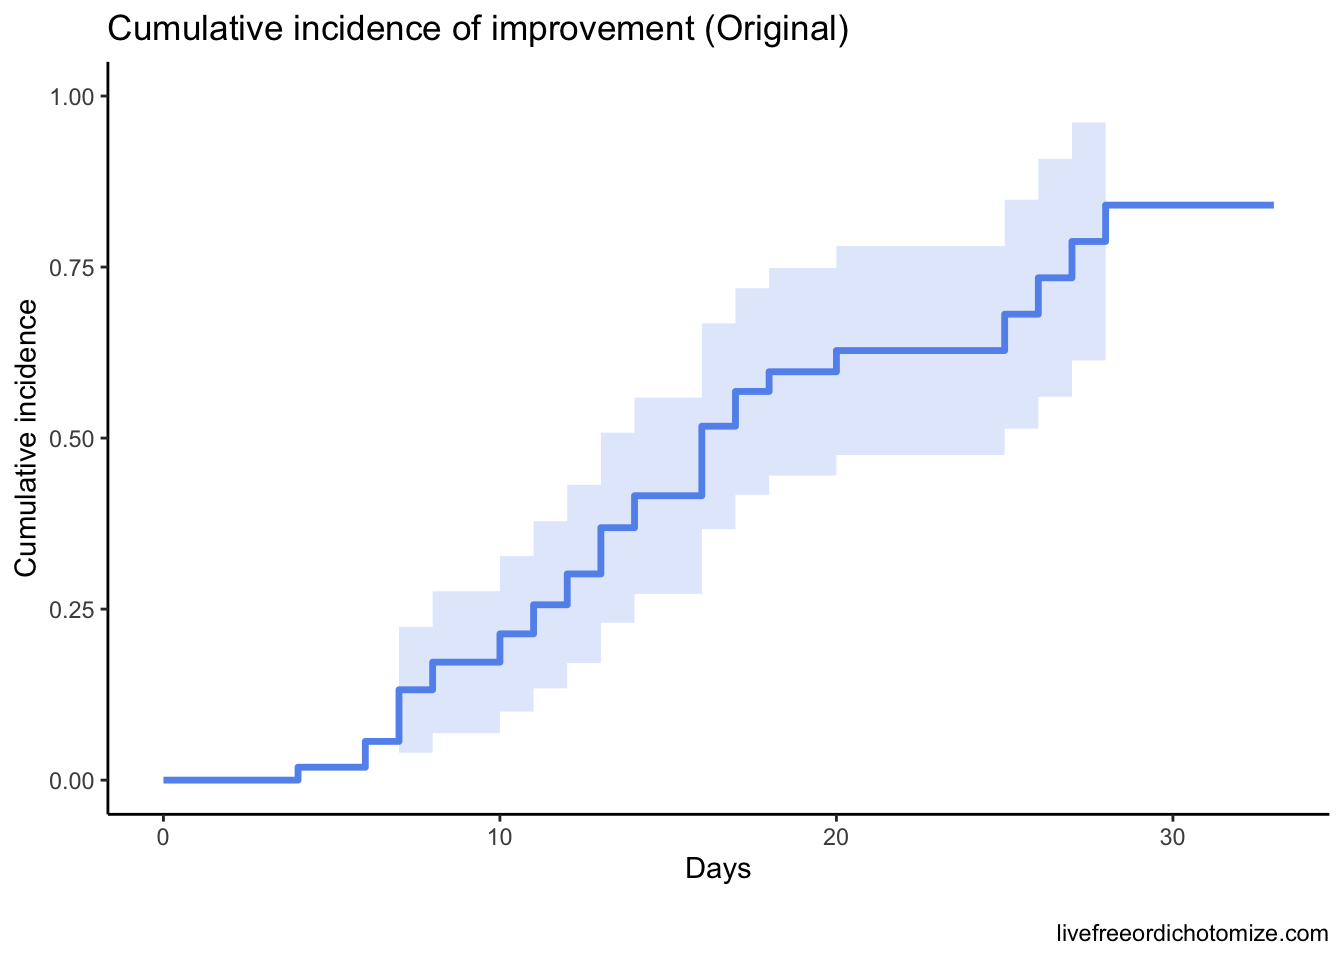 Cumulative incidence of improvement (Original)
1.00
0.75
0.50
0.25
0.00
Cumulative incidence
0 10 20 30
Days
livefreeordichotomize.com